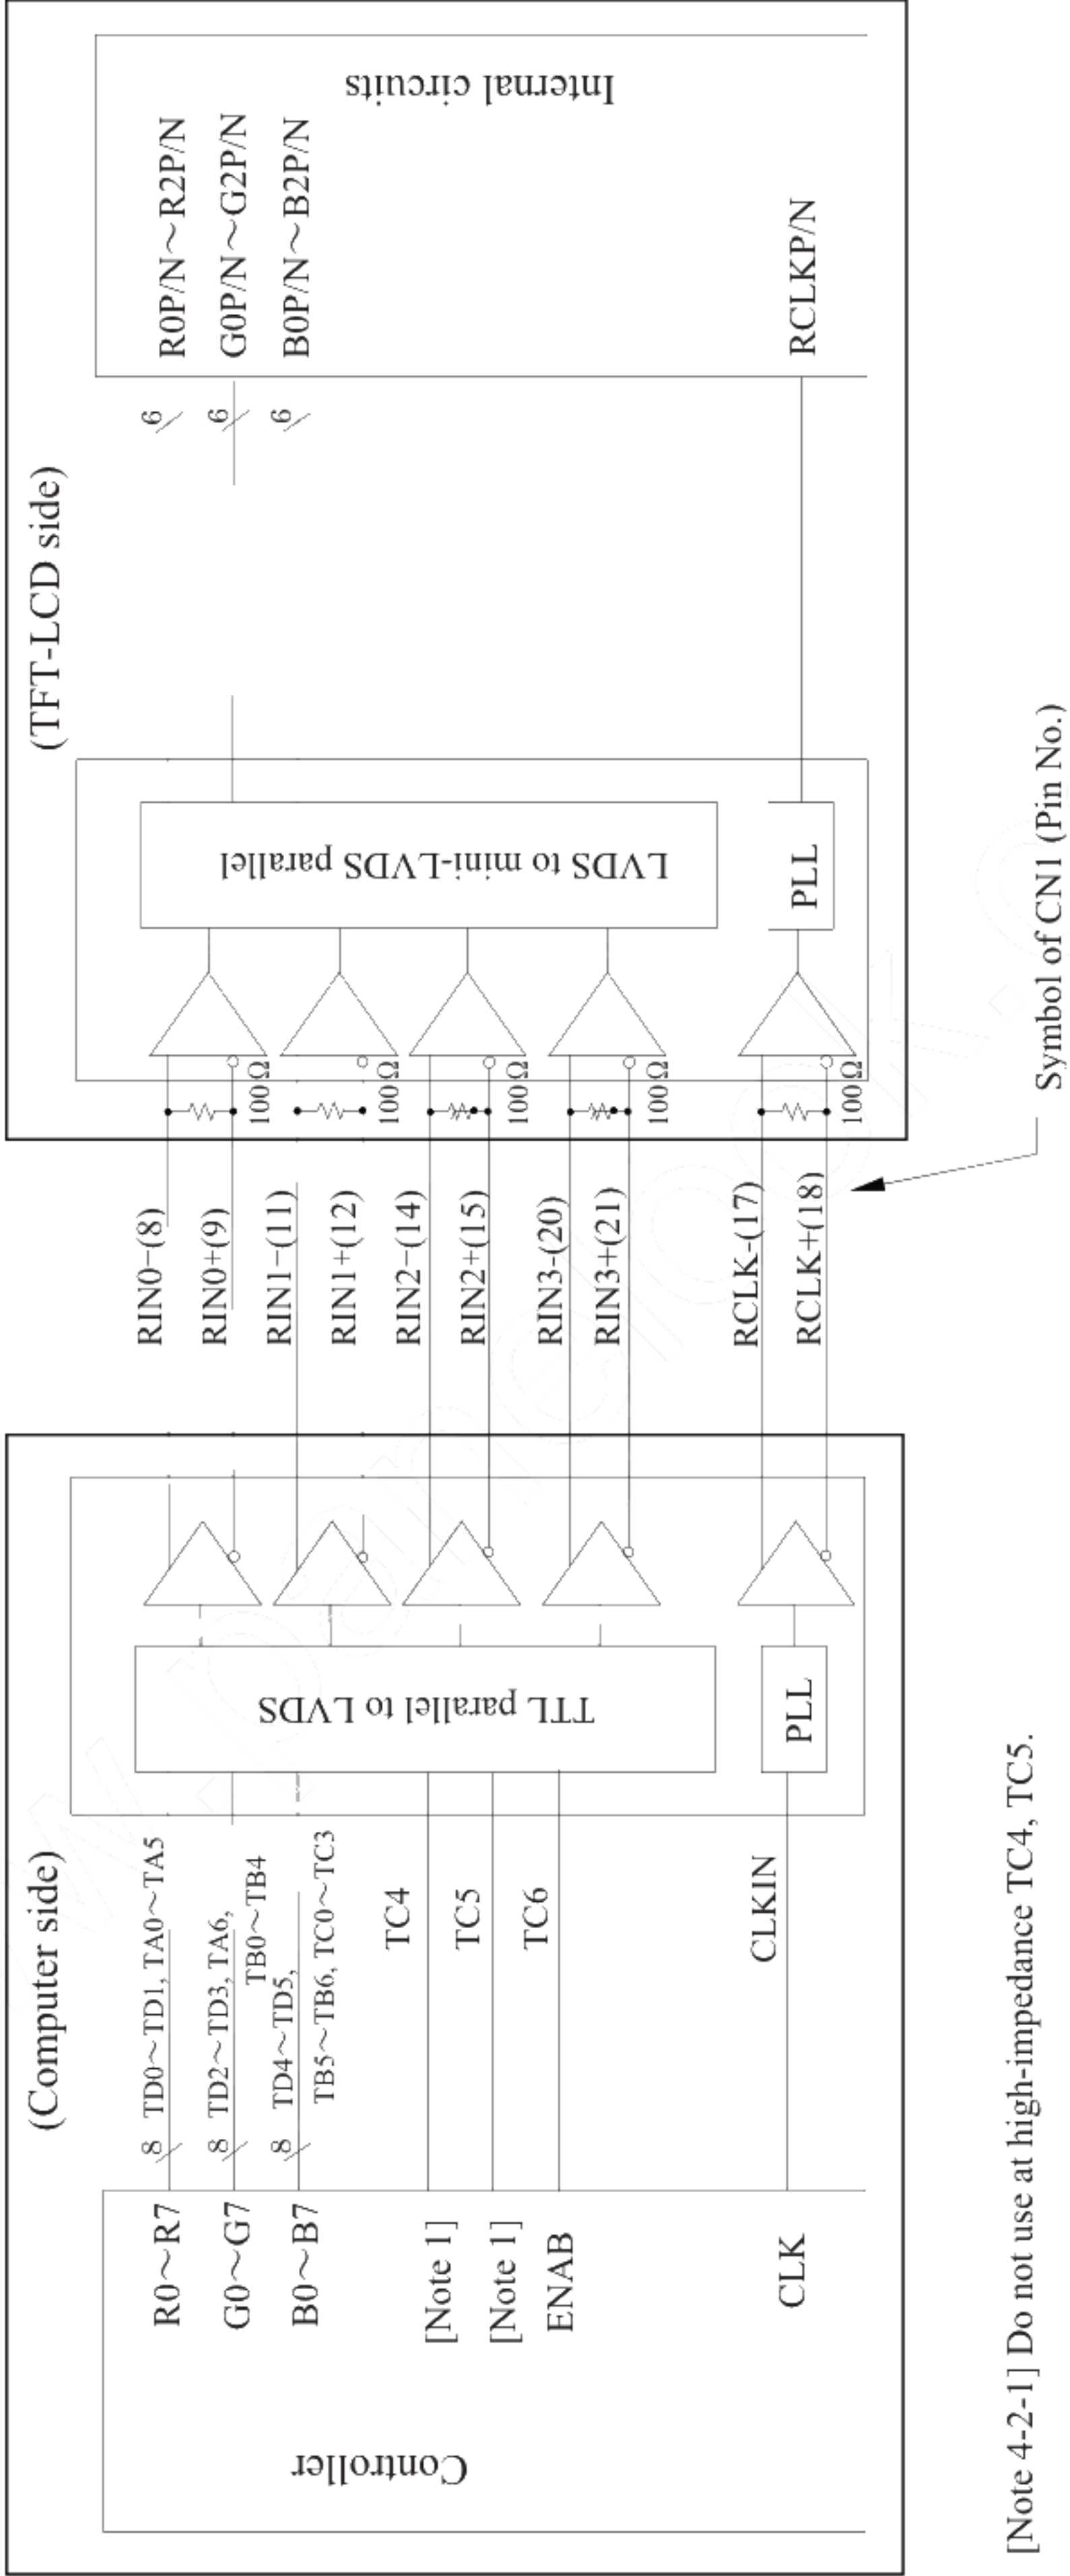 (Computer side)
(TFT-LCD side)
Controller
R0～R7
G0～G7
B0～B7
[Note 1]
[Note 1]
ENAB
CLK
8
TD0～TD1, TA0～TA5
8
TD2～TD3, TA6,
TB0～TB4
8
TD4～TD5,
TB5～TB6, TC0～TC3
TC4
TC5
TC6
CLKIN
TTL parallel to LVDS
PLL
RIN0−(8)
RIN0+(9)
RIN1−(11)
RIN1+(12)
RIN2−(14)
RIN2+(15)
RIN3-(20)
RIN3+(21)
RCLK-(17)
RCLK+(18)
100Ω
100Ω
100Ω
100Ω
100Ω
LVDS to mini-LVDS parallel
PLL
6
6
6
R0P/N～R2P/N
G0P/N～G2P/N
B0P/N～B2P/N
RCLKP/N
Internal circuits
Symbol of CN1 (Pin No.)
[Note 4-2-1] Do not use at high-impedance TC4, TC5.